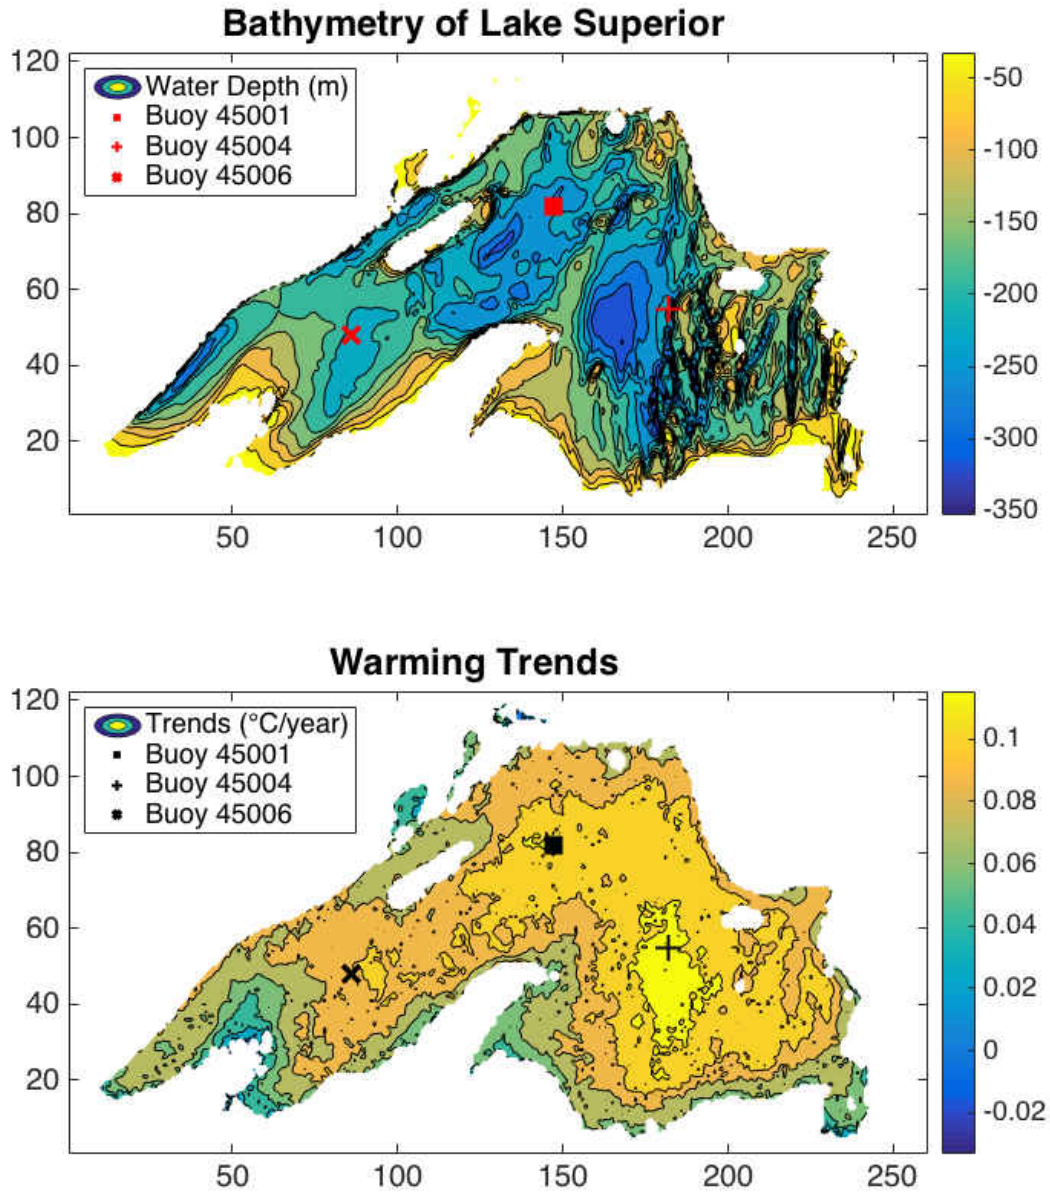 Bathymetry of Lake Superior
120
100
80
60
40
20
Water Depth (m)
Buoy 45001
Buoy 45004
Buoy 45006
-50
-100
-150
-200
-250
-300
-350
50 100 150 200 250
Warming Trends
120
100
80
60
40
20
Trends (°C/year)
Buoy 45001
Buoy 45004
Buoy 45006
0.1
0.08
0.06
0.04
0.02
0
-0.02
50 100 150 200 250